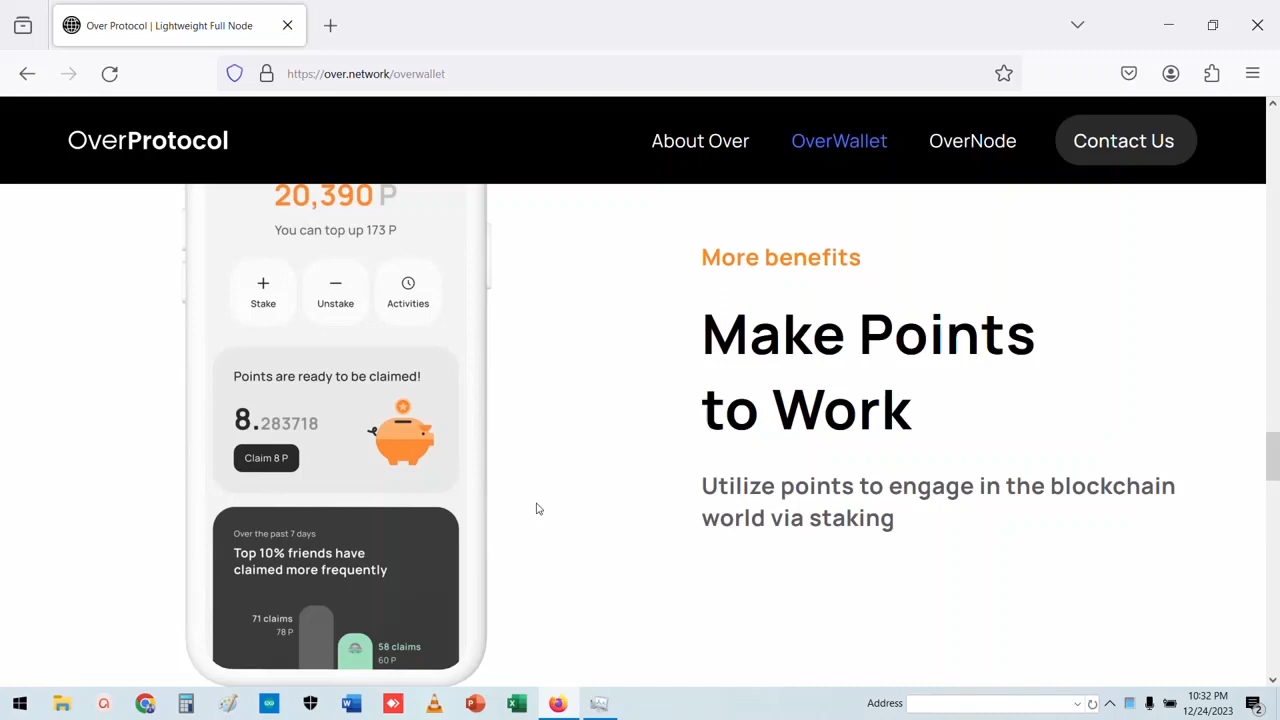 Over Protocol | Lightweight Full Node
https://over.network/overwallet
OverProtocol
About Over
OverWallet
OverNode
Contact Us
20,390 P
You can top up 173 P
Stake
Unstake
Activities
Points are ready to be claimed!
8.283718
Claim 8 P
Over the past 7 days
Top 10% friends have
claimed more frequently
71 claims
78 P
58 claims
60 P
More benefits
Make Points
to Work
Utilize points to engage in the blockchain
world via staking
Address
10:32 PM
12/24/2023
2